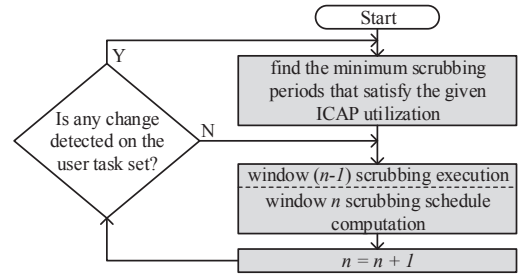 Start
Y
find the minimum scrubbing
periods that satisfy the given
ICAP utilization
Is any change
detected on the
user task set?
N
window (n-1) scrubbing execution
window n scrubbing schedule
computation
n = n + 1